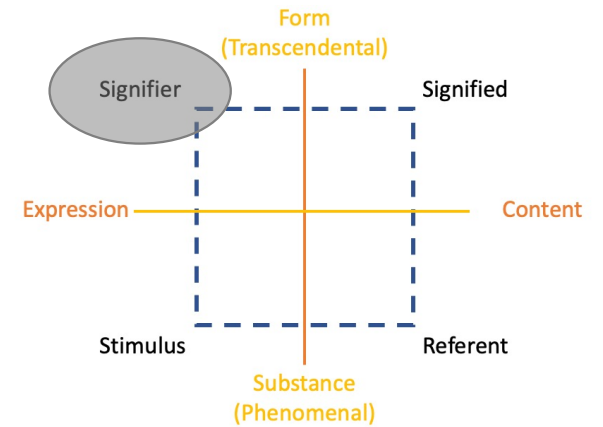 Form
(Transcendental)
Signifier
Signified
Expression
Content
Stimulus
Referent
Substance
(Phenomenal)